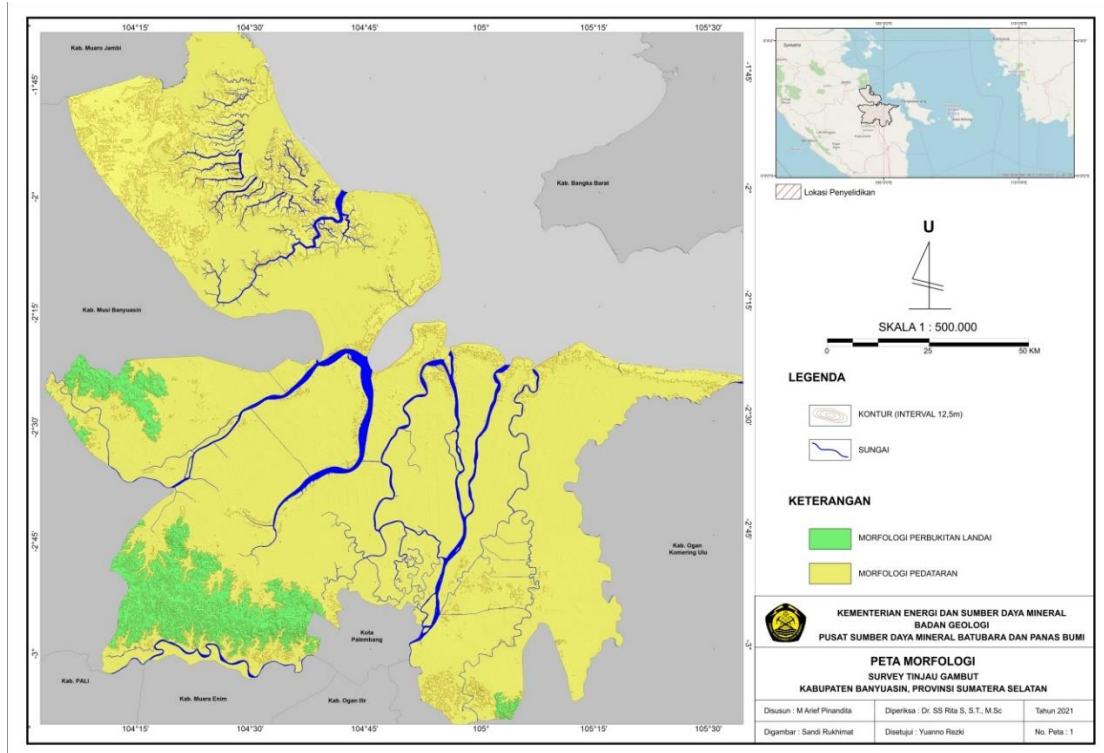 104°15'
104°30'
104°45'
105°
105°15'
105°30'
-1°45'
-2°
-2°15'
-2°30'
-2°45'
-3°
Kab. Muaro Jambi
Kab. Bangka Barat
Kab. Musi Banyuasin
Kab. Ogan
Komering Ulu
Kota
Palembang
Kab. PALI
Kab. Muara Enim
Kab. Ogan Ilir
-1°45'
-2°
-2°15'
-2°30'
-2°45'
-3°
104°15'
104°30'
104°45'
105°
105°15'
105°30'
Lokasi Penyelidikan
U
SKALA 1 : 500.000
0 25 50 KM
LEGENDA
KONTUR (INTERVAL 12,5m)
SUNGAI
KETERANGAN
MORFOLOGI PERBUKITAN LANDAI
MORFOLOGI PEDATARAN
KEMENTERIAN ENERGI DAN SUMBER DAYA MINERAL
BADAN GEOLOGI
PUSAT SUMBER DAYA MINERAL BATUBARA DAN PANAS BUMI
PETA MORFOLOGI
SURVEY TINJAU GAMBUT
KABUPATEN BANYUASIN, PROVINSI SUMATERA SELATAN
Disusun : M Arief Pinandita
Diperiksa : Dr. SS Rita S, S.T., M.Sc
Tahun 2021
Digambar : Sandi Rukhimat
Disetujui : Yuanno Rezki
No. Peta : 1